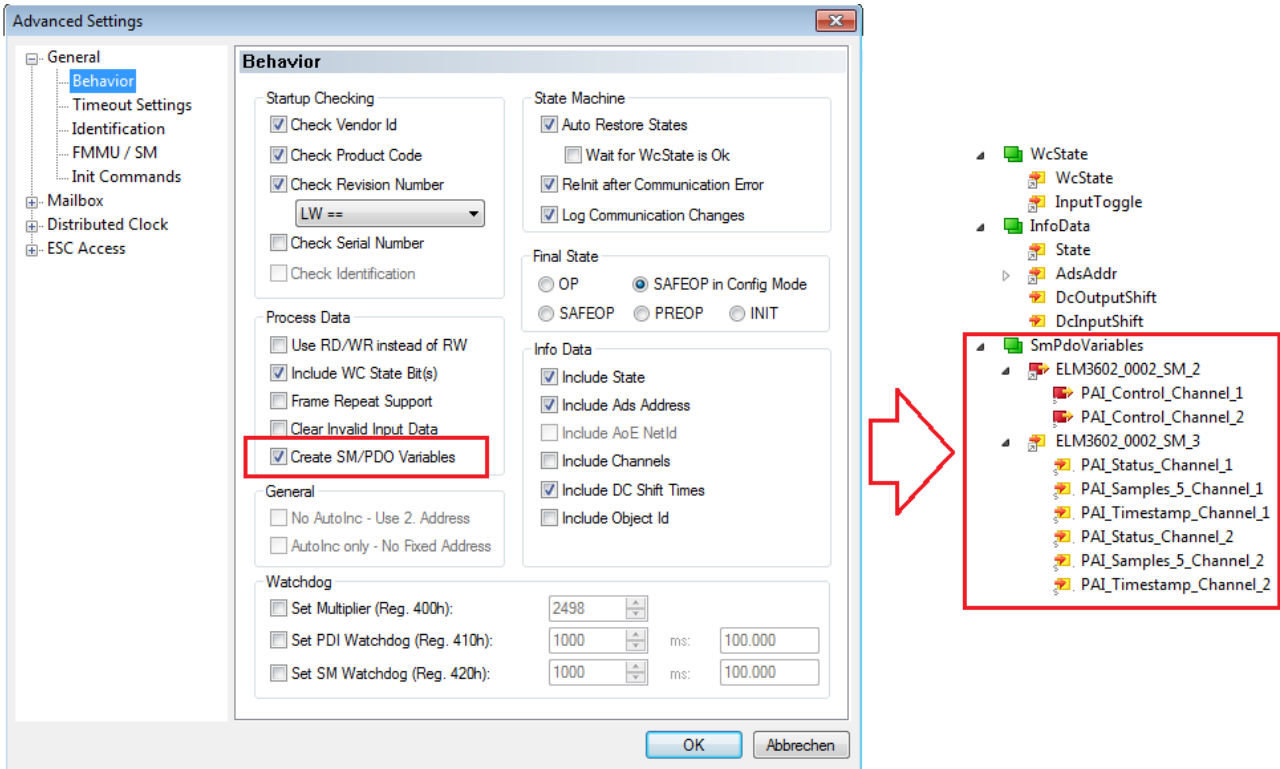 Advanced Settings
General
Behavior
Timeout Settings
Identification
FMMU / SM
Init Commands
Mailbox
Distributed Clock
ESC Access
Behavior
Startup Checking
Check Vendor Id
Check Product Code
Check Revision Number
LW ==
Check Serial Number
Check Identification
Process Data
Use RD/WR instead of RW
Include WC State Bit(s)
Frame Repeat Support
Clear Invalid Input Data
Create SM/PDO Variables
General
No AutoInc - Use 2. Address
AutoInc only - No Fixed Address
State Machine
Auto Restore States
Wait for WcState is Ok
ReInit after Communication Error
Log Communication Changes
Final State
OP SAFEOP in Config Mode
SAFEOP PREOP INIT
Info Data
Include State
Include Ads Address
Include AoE NetId
Include Channels
Include DC Shift Times
Include Object Id
Watchdog
Set Multiplier (Reg. 400h): 2498
Set PDI Watchdog (Reg. 410h): 1000 ms: 100.000
Set SM Watchdog (Reg. 420h): 1000 ms: 100.000
OK Abbrechen
WcState
WcState
InputToggle
InfoData
State
AdsAddr
DcOutputShift
DcInputShift
SmPdoVariables
ELM3602_0002_SM_2
PAI_Control_Channel_1
PAI_Control_Channel_2
ELM3602_0002_SM_3
PAI_Status_Channel_1
PAI_Samples_5_Channel_1
PAI_Timestamp_Channel_1
PAI_Status_Channel_2
PAI_Samples_5_Channel_2
PAI_Timestamp_Channel_2